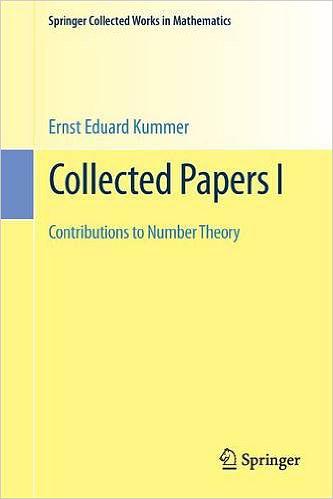 Springer Collected Works in Mathematics
Ernst Eduard Kummer
Collected Papers I
Contributions to Number Theory
Springer